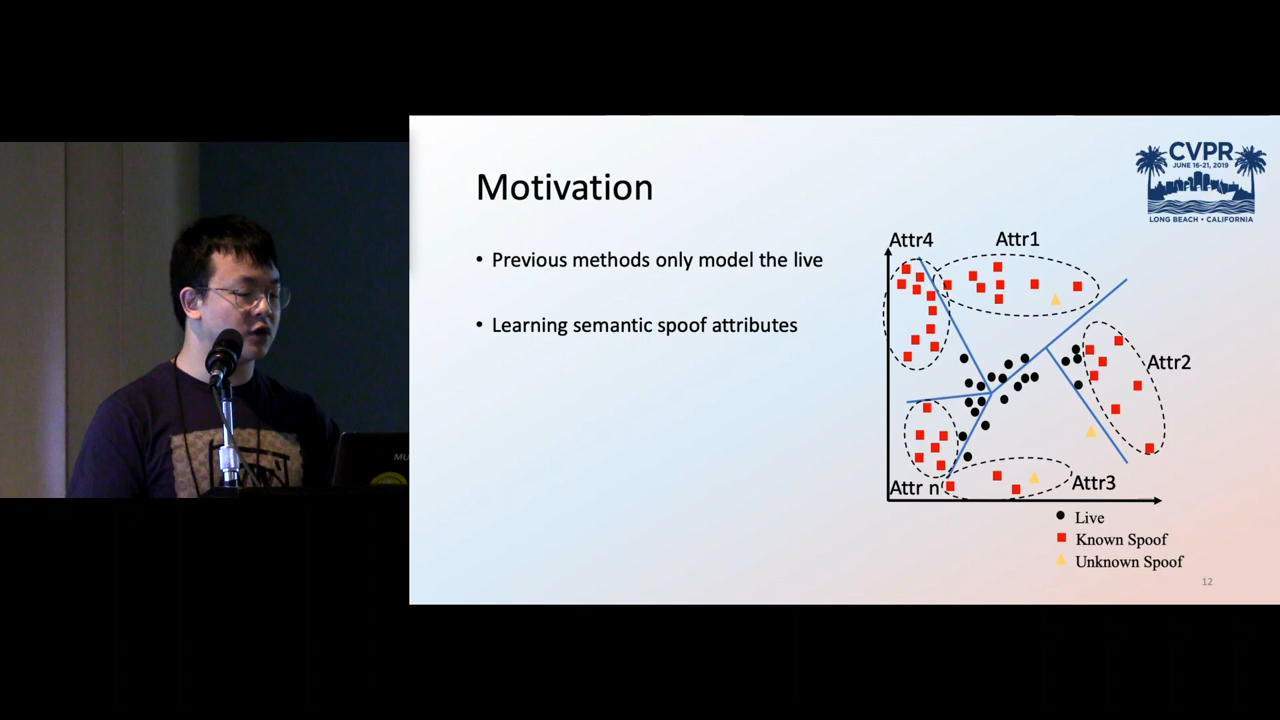 CVPR
JUNE 16-21, 2019
LONG BEACH • CALIFORNIA
Motivation
• Previous methods only model the live
• Learning semantic spoof attributes
Attr4
Attr1
Attr2
Attr n
Attr3
Live
Known Spoof
Unknown Spoof
12
MU